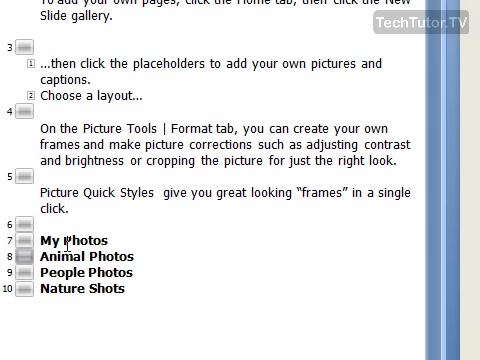 To add your own pages, click the Home tab, then click the New
Slide gallery.
TechTutor.TV
3
1 ...then click the placeholders to add your own pictures and
captions.
2 Choose a layout...
4
On the Picture Tools | Format tab, you can create your own
frames and make picture corrections such as adjusting contrast
and brightness or cropping the picture for just the right look.
5
Picture Quick Styles give you great looking “frames” in a single
click.
6
7 My Photos
8 Animal Photos
9 People Photos
10 Nature Shots